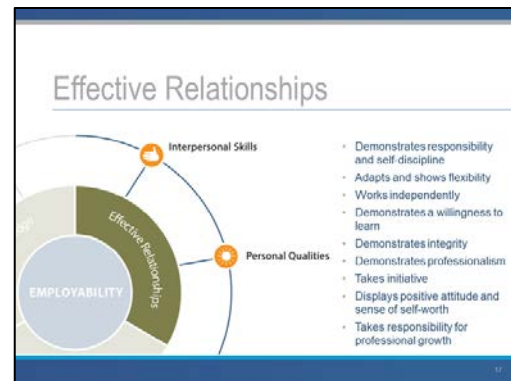 Effective Relationships
Interpersonal Skills
Effective Relationships
Personal Qualities
EMPLOYABILITY
Demonstrates responsibility
and self-discipline
Adapts and shows flexibility
Works independently
Demonstrates a willingness to
learn
Demonstrates integrity
Demonstrates professionalism
Takes initiative
Displays positive attitude and
sense of self-worth
Takes responsibility for
professional growth